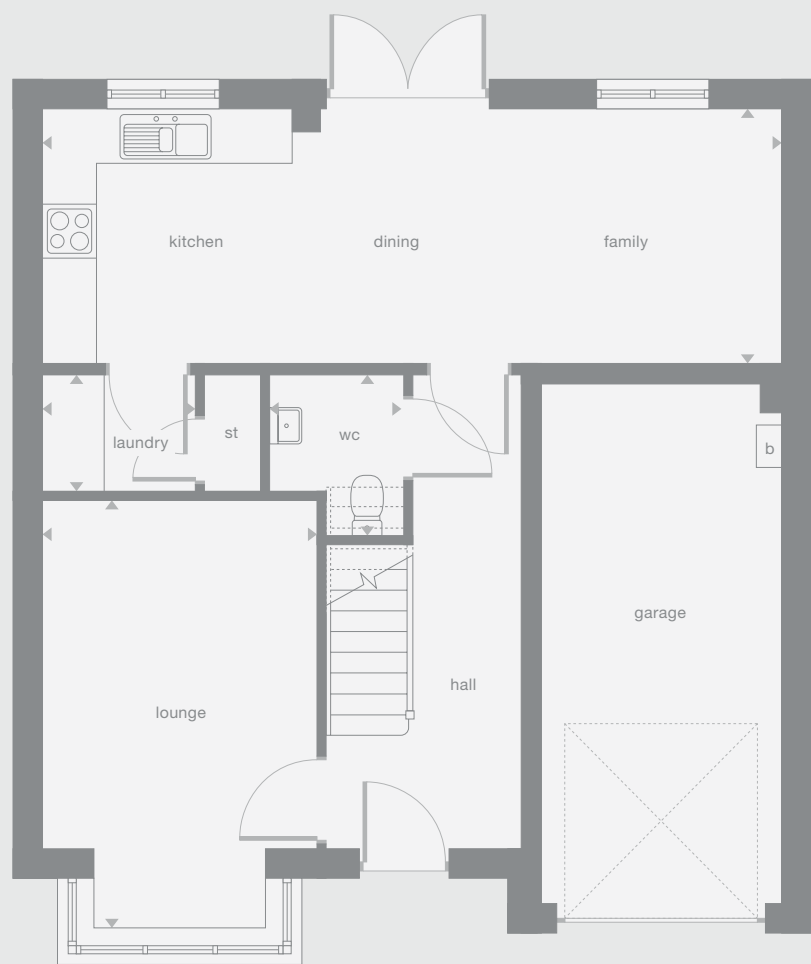 kitchen
dining
family
laundry
st
wc
b
garage
hall
lounge